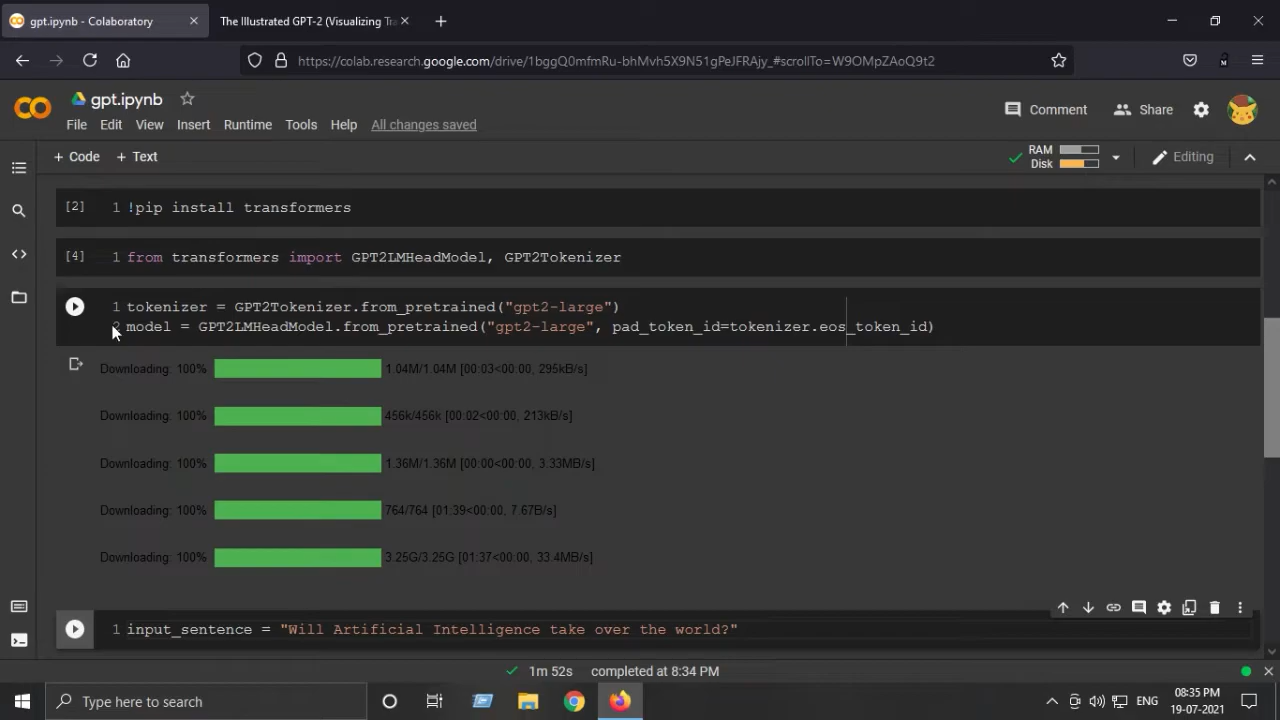 gpt.ipynb - Colaboratory
The Illustrated GPT-2 (Visualizing Tra
https://colab.research.google.com/drive/1bggQ0mfmRu-bhMvh5X9N51gPeJFRAjy_#scrollTo=W9OMpZAoQ9t2
gpt.ipynb
Comment Share
File Edit View Insert Runtime Tools Help All changes saved
+ Code + Text
RAM
Disk
Editing
[2] 1 !pip install transformers
[4] 1 from transformers import GPT2LMHeadModel, GPT2Tokenizer
1 tokenizer = GPT2Tokenizer.from_pretrained("gpt2-large")
2 model = GPT2LMHeadModel.from_pretrained("gpt2-large", pad_token_id=tokenizer.eos_token_id)
Downloading: 100% 1.04M/1.04M [00:03<00:00, 295kB/s]
Downloading: 100% 456k/456k [00:02<00:00, 213kB/s]
Downloading: 100% 1.36M/1.36M [00:00<00:00, 3.33MB/s]
Downloading: 100% 764/764 [01:39<00:00, 7.67B/s]
Downloading: 100% 3.25G/3.25G [01:37<00:00, 33.4MB/s]
1 input_sentence = "Will Artificial Intelligence take over the world?"
1m 52s completed at 8:34 PM
Type here to search
ENG
08:35 PM
19-07-2021